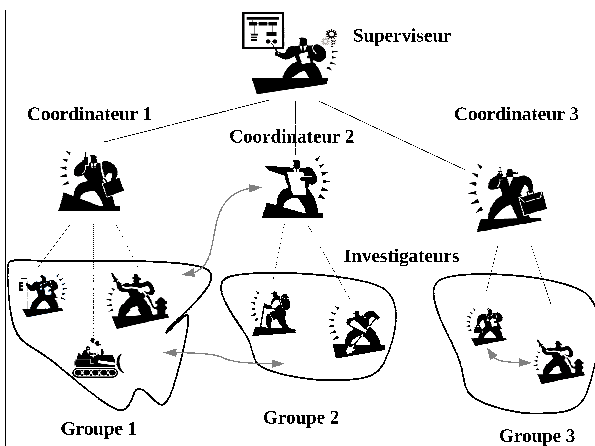 Superviseur
Coordinateur 1
Coordinateur 3
Coordinateur 2
Investigateurs
Groupe 1
Groupe 2
Groupe 3